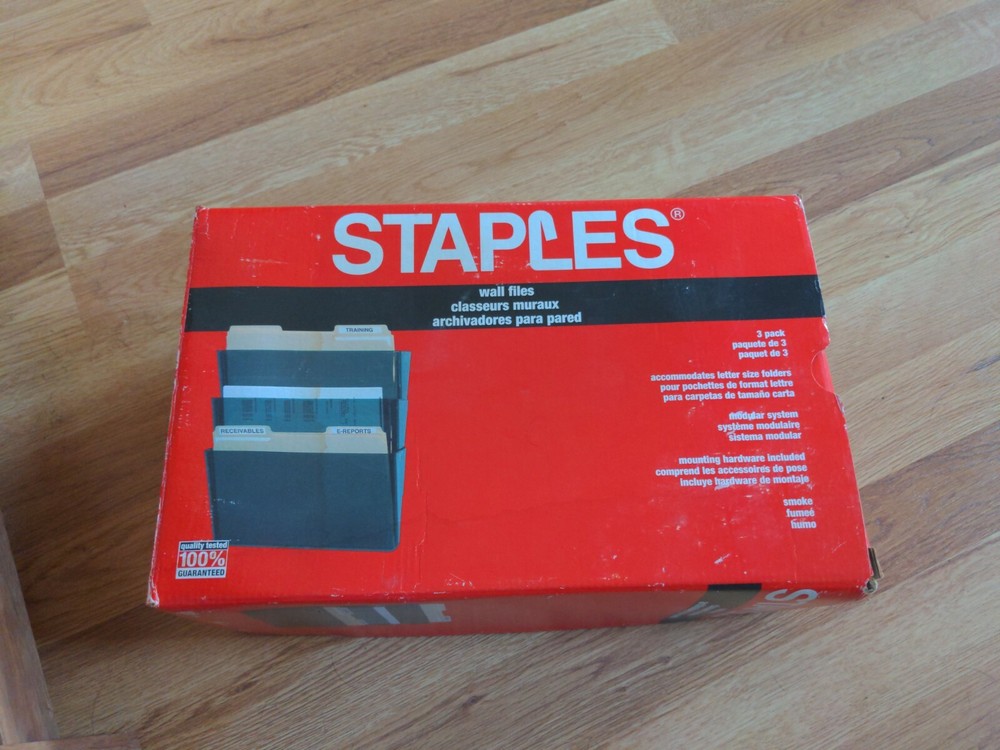 STAPLES®
wall files
classeurs muraux
archivadores para pared
TRAINING
RECEIVABLES
E-REPORTS
3 pack
paquete de 3
paquet de 3
accommodates letter size folders
pour pochettes de format lettre
para carpetas de tamaño carta
modular system
système modulaire
sistema modular
mounting hardware included
comprend les accessoires de pose
incluye hardware de montaje
smoke
fumeé
humo
quality tested
100%
GUARANTEED